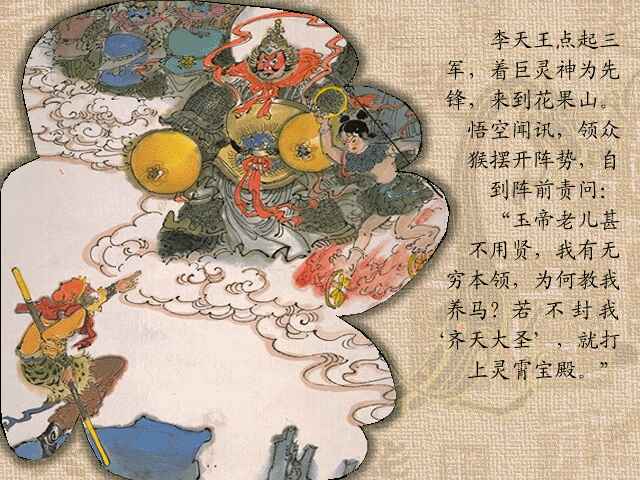 李天王点起三
军，着巨灵神为先
锋，来到花果山。
悟空闻讯，领众
猴摆开阵势，自
到阵前责问：
“玉帝老儿甚
不用贤，我有无
穷本领，为何教我
养马？若不封我
‘齐天大圣’，就打
上灵霄宝殿。”